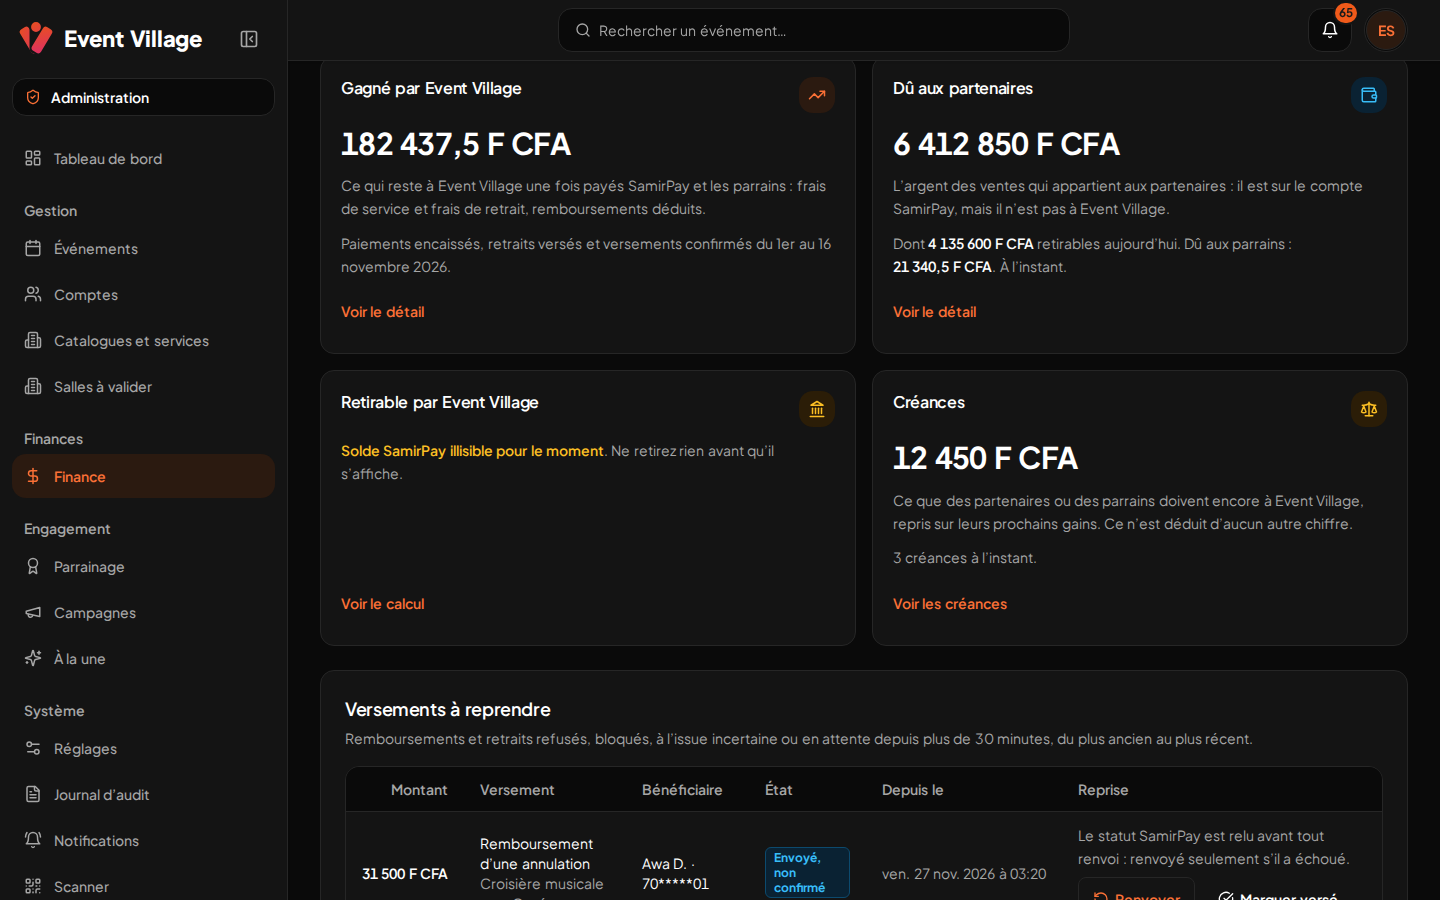 Event Village
Administration
Tableau de bord
Gestion
Événements
Comptes
Catalogues et services
Salles à valider
Finances
Finance
Engagement
Parrainage
Campagnes
À la une
Système
Réglages
Journal d’audit
Notifications
Scanner
Rechercher un événement…
65
ES
Gagné par Event Village
182 437,5 F CFA
Ce qui reste à Event Village une fois payés SamirPay et les parrains : frais
de service et frais de retrait, remboursements déduits.
Paiements encaissés, retraits versés et versements confirmés du 1er au 16
novembre 2026.
Voir le détail
Dû aux partenaires
6 412 850 F CFA
L’argent des ventes qui appartient aux partenaires : il est sur le compte
SamirPay, mais il n’est pas à Event Village.
Dont 4 135 600 F CFA retirables aujourd’hui. Dû aux parrains :
21 340,5 F CFA. À l’instant.
Voir le détail
Retirable par Event Village
Solde SamirPay illisible pour le moment. Ne retirez rien avant qu’il
s’affiche.
Voir le calcul
Créances
12 450 F CFA
Ce que des partenaires ou des parrains doivent encore à Event Village,
repris sur leurs prochains gains. Ce n’est déduit d’aucun autre chiffre.
3 créances à l’instant.
Voir les créances
Versements à reprendre
Remboursements et retraits refusés, bloqués, à l’issue incertaine ou en attente depuis plus de 30 minutes, du plus ancien au plus récent.
Montant Versement Bénéficiaire État Depuis le Reprise
31 500 F CFA
Remboursement
d’une annulation
Croisière musicale
Awa D. ·
70*****01
Envoyé,
non
confirmé
ven. 27 nov. 2026 à 03:20
Le statut SamirPay est relu avant tout
renvoi : renvoyé seulement s’il a échoué.
Renvoyer
Marquer versé